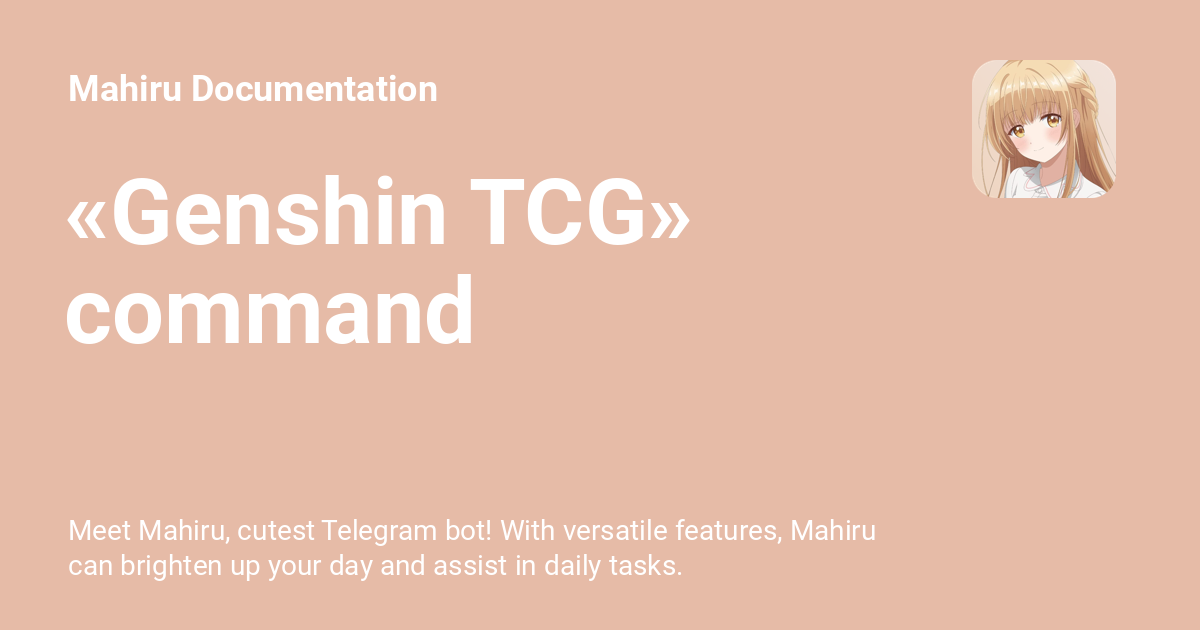 Mahiru Documentation
«Genshin TCG»
command
Meet Mahiru, cutest Telegram bot! With versatile features, Mahiru
can brighten up your day and assist in daily tasks.